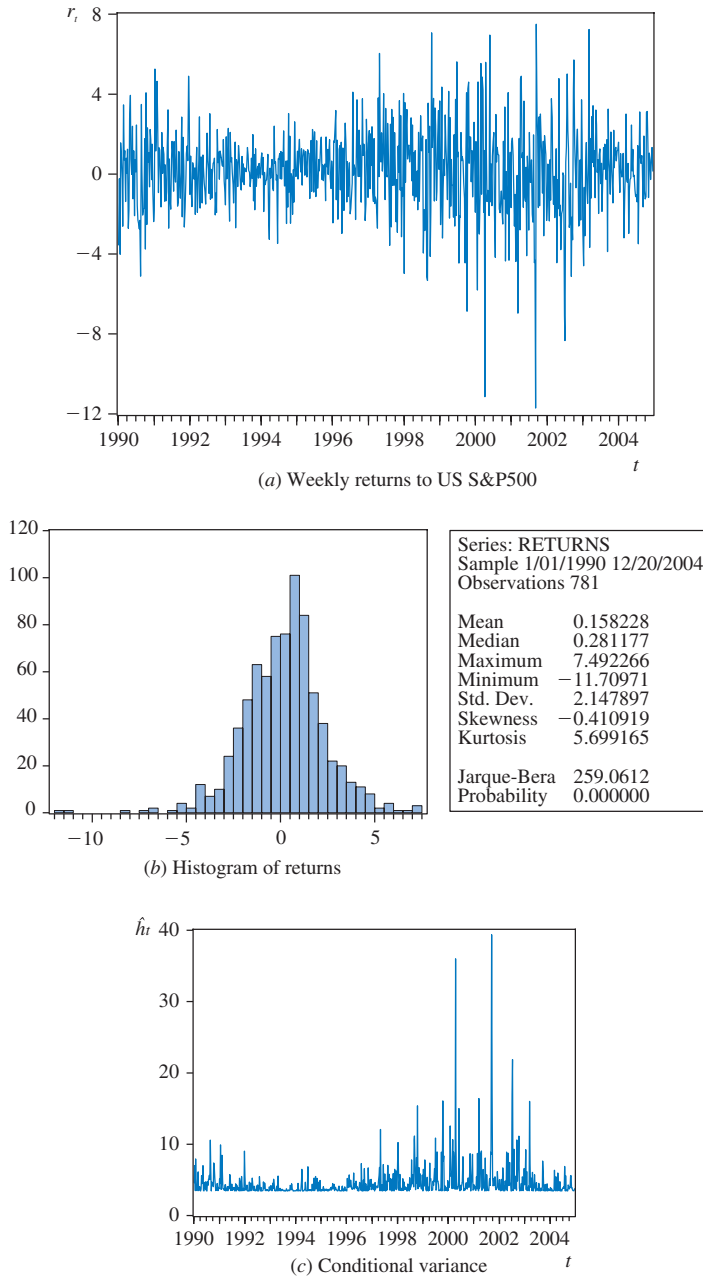 r_t
8
4
0
−4
−8
−12
1990 1992 1994 1996 1998 2000 2002 2004
t
(a) Weekly returns to US S&P500
120
100
80
60
40
20
0
−10 −5 0 5
(b) Histogram of returns
Series: RETURNS
Sample 1/01/1990 12/20/2004
Observations 781
Mean 0.158228
Median 0.281177
Maximum 7.492266
Minimum −11.70971
Std. Dev. 2.147897
Skewness −0.410919
Kurtosis 5.699165
Jarque-Bera 259.0612
Probability 0.000000
ĥt
40
30
20
10
0
1990 1992 1994 1996 1998 2000 2002 2004
t
(c) Conditional variance